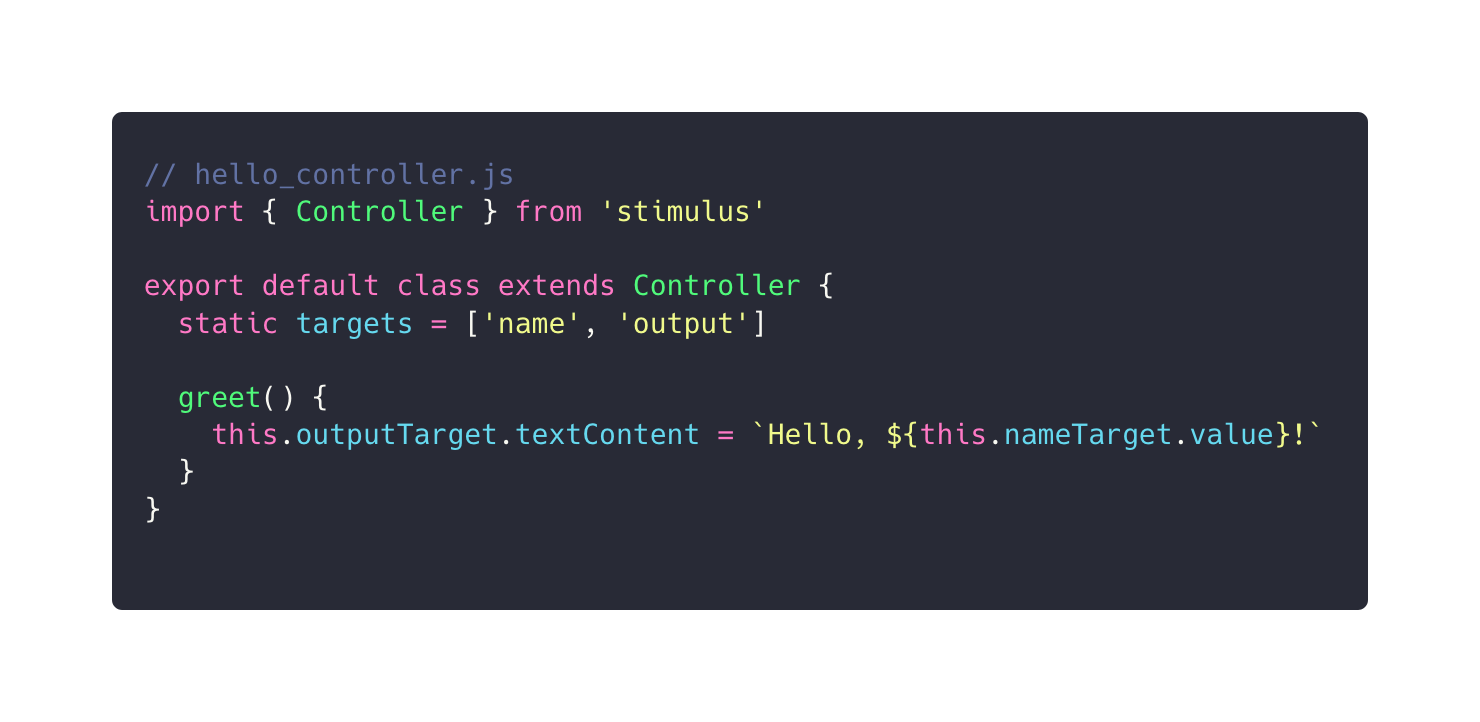 // hello_controller.js
import { Controller } from 'stimulus'
export default class extends Controller {
static targets = ['name', 'output']
greet() {
this.outputTarget.textContent = `Hello, ${this.nameTarget.value}!`
}
}